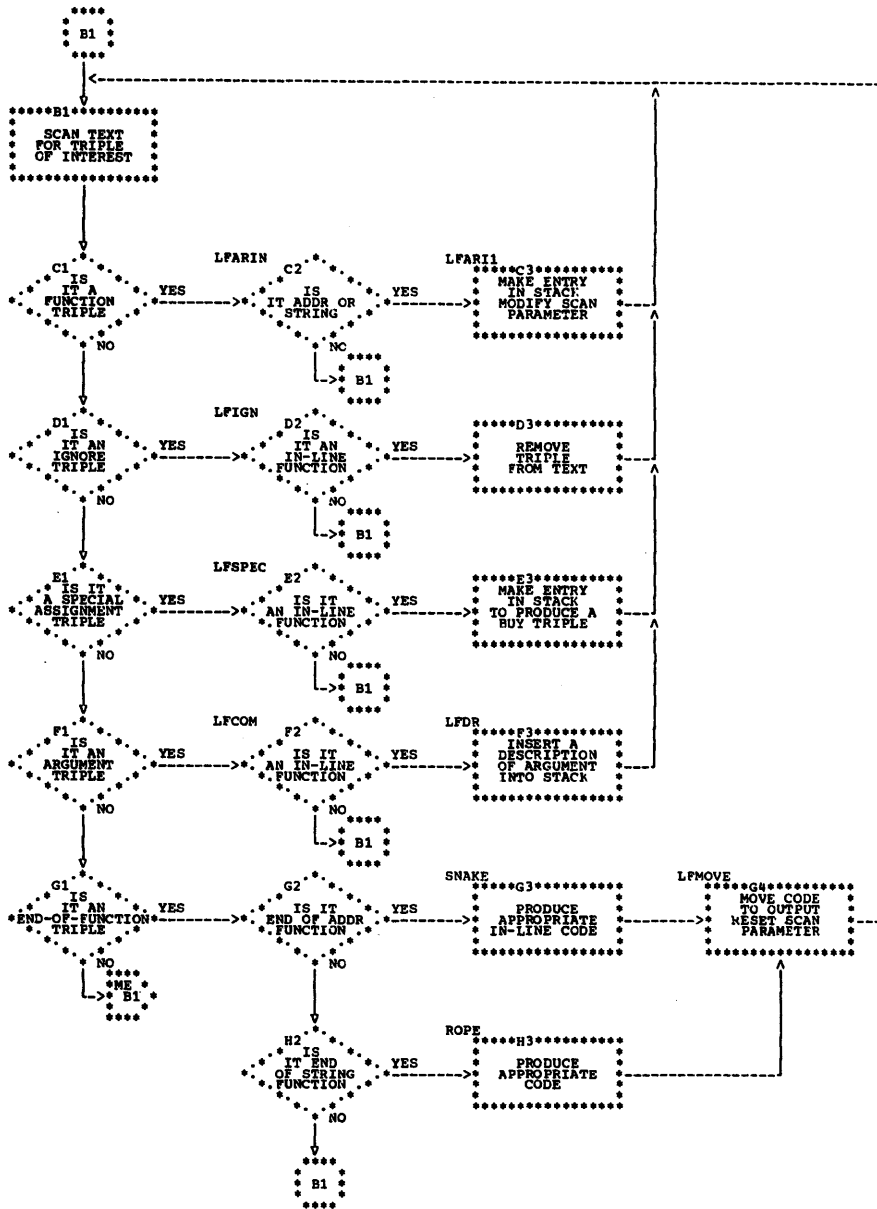 B1
B1
SCAN TEXT
FOR TRIPLE
OF INTEREST
C1
IS
IT A
FUNCTION
TRIPLE
YES
NO
LFARIN
C2
IS
IT ADDR OR
STRING
YES
NC
B1
LFARI1
C3
MAKE ENTRY
IN STACK
MODIFY SCAN
PARAMETER
D1
IS
IT AN
IGNORE
TRIPLE
YES
NO
LFIGN
D2
IS
IT AN
IN-LINE
FUNCTION
YES
NO
B1
D3
REMOVE
TRIPLE
FROM TEXT
E1
IS IT
A SPECIAL
ASSIGNMENT
TRIPLE
YES
NO
LFSPEC
E2
IS IT
AN IN-LINE
FUNCTION
YES
NO
B1
E3
MAKE ENTRY
IN STACK
TO PRODUCE A
BUY TRIPLE
F1
IS
IT AN
ARGUMENT
TRIPLE
YES
NO
LFCOM
F2
IS IT
AN IN-LINE
FUNCTION
YES
NO
B1
LFDR
F3
INSERT A
DESCRIPTION
OF ARGUMENT
INTO STACK
G1
IS
IT AN
END-OF-FUNCTION
TRIPLE
YES
NO
ME
B1
G2
IS IT
END OF ADDR
FUNCTION
YES
NO
SNAKE
G3
PRODUCE
APPROPRIATE
IN-LINE CODE
LFMOVE
G4
MOVE CODE
TO OUTPUT
RESET SCAN
PARAMETER
H2
IS
IT END
OF STRING
FUNCTION
YES
NO
ROPE
H3
PRODUCE
APPROPRIATE
CODE
B1